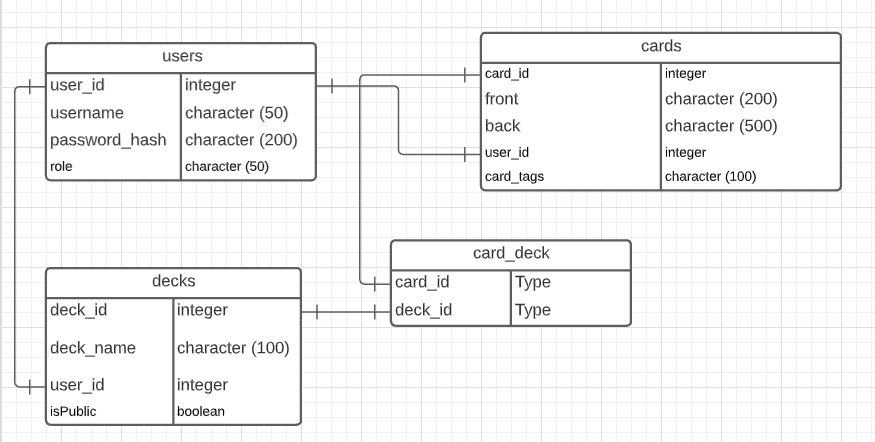 users
user_id integer
username character (50)
password_hash character (200)
role character (50)
cards
card_id integer
front character (200)
back character (500)
user_id integer
card_tags character (100)
card_deck
card_id Type
deck_id Type
decks
deck_id integer
deck_name character (100)
user_id integer
isPublic boolean